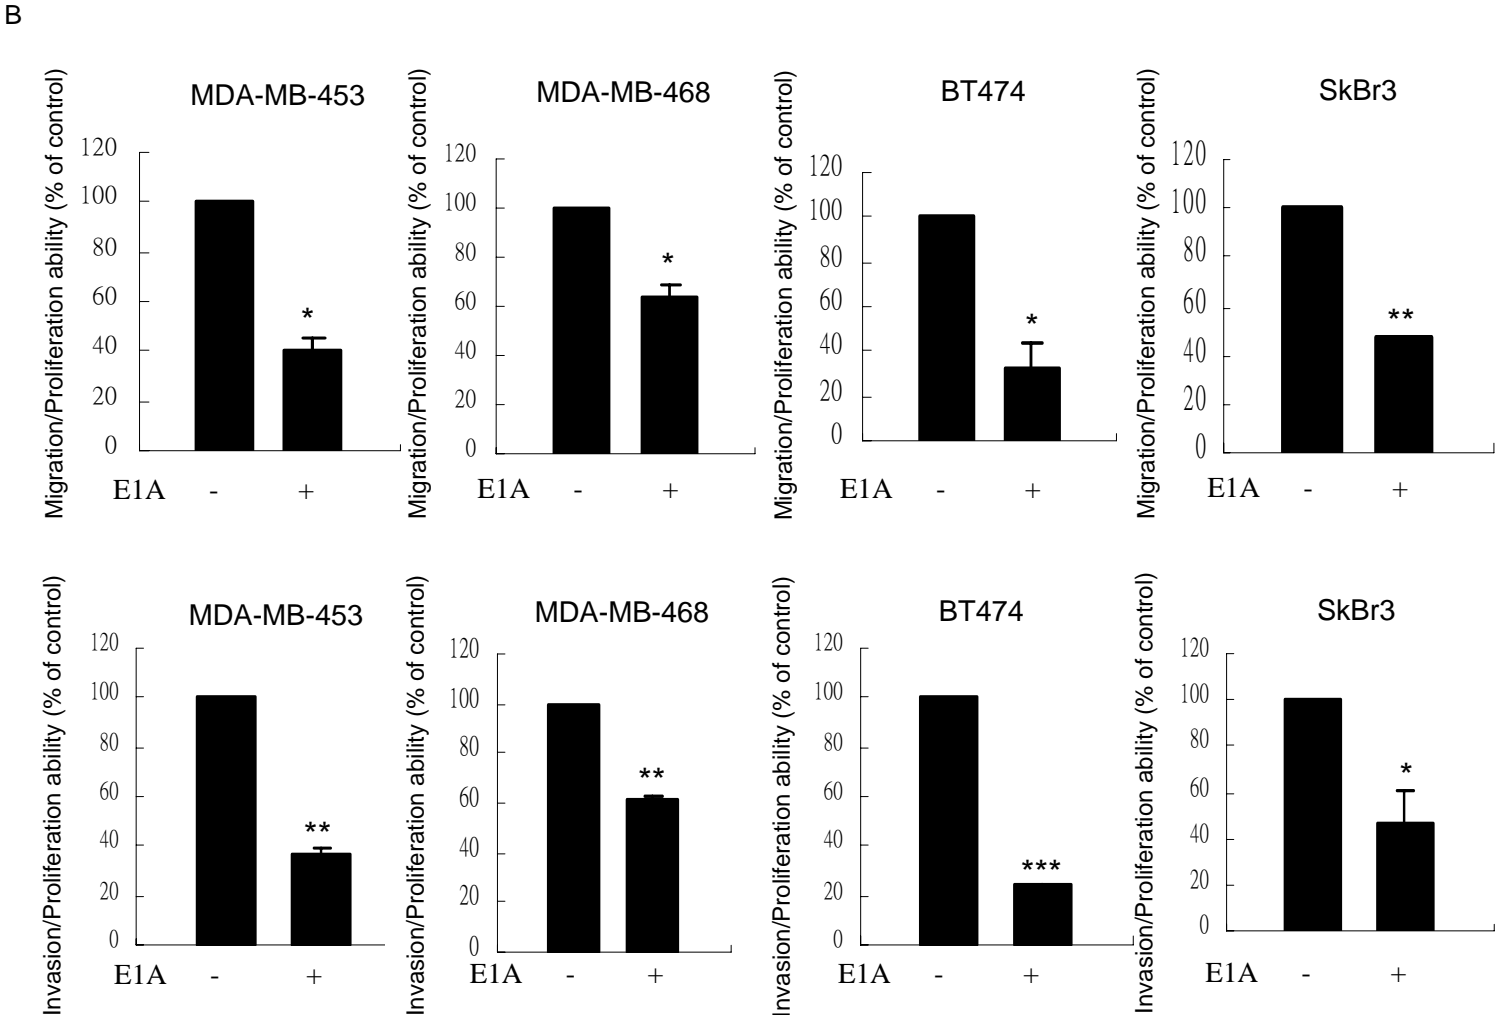 B
MDA-MB-453
Migration/Proliferation ability (% of control)
120
100
80
60
40
20
0
*
E1A - +
MDA-MB-468
Migration/Proliferation ability (% of control)
120
100
80
60
40
20
0
*
E1A - +
BT474
Migration/Proliferation ability (% of control)
120
100
80
60
40
20
0
*
E1A - +
SkBr3
Migration/Proliferation ability (% of control)
120
100
80
60
40
20
0
**
E1A - +
MDA-MB-453
Invasion/Proliferation ability (% of control)
120
100
80
60
40
20
0
**
E1A - +
MDA-MB-468
Invasion/Proliferation ability (% of control)
120
100
80
60
40
20
0
**
E1A - +
BT474
Invasion/Proliferation ability (% of control)
120
100
80
60
40
20
0
***
E1A - +
SkBr3
Invasion/Proliferation ability (% of control)
120
100
80
60
40
20
0
*
E1A - +